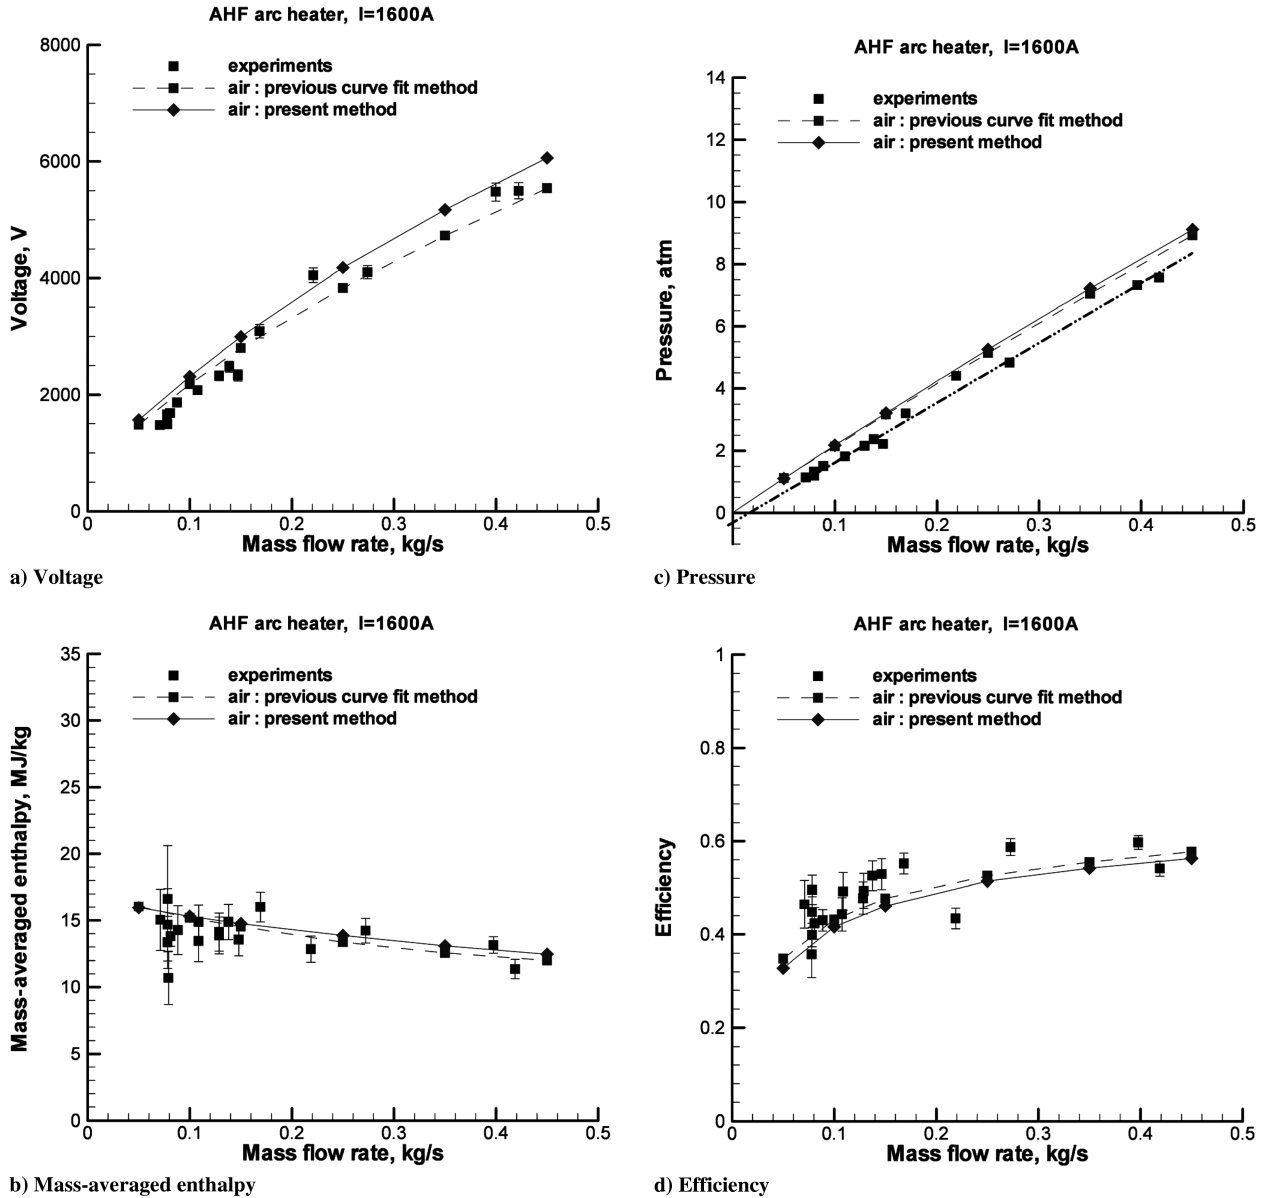 AHF arc heater, I=1600A
8000
6000
4000
2000
0
experiments
air : previous curve fit method
air : present method
Voltage, V
0 0.1 0.2 0.3 0.4 0.5
Mass flow rate, kg/s
a) Voltage
AHF arc heater, I=1600A
14
12
10
8
6
4
2
0
experiments
air : previous curve fit method
air : present method
Pressure, atm
0.1 0.2 0.3 0.4 0.5
Mass flow rate, kg/s
c) Pressure
AHF arc heater, I=1600A
35
30
25
20
15
10
5
0
experiments
air : previous curve fit method
air : present method
Mass-averaged enthalpy, MJ/kg
0 0.1 0.2 0.3 0.4 0.5
Mass flow rate, kg/s
b) Mass-averaged enthalpy
AHF arc heater, I=1600A
1
0.8
0.6
0.4
0.2
0
experiments
air : previous curve fit method
air : present method
Efficiency
0 0.1 0.2 0.3 0.4 0.5
Mass flow rate, kg/s
d) Efficiency